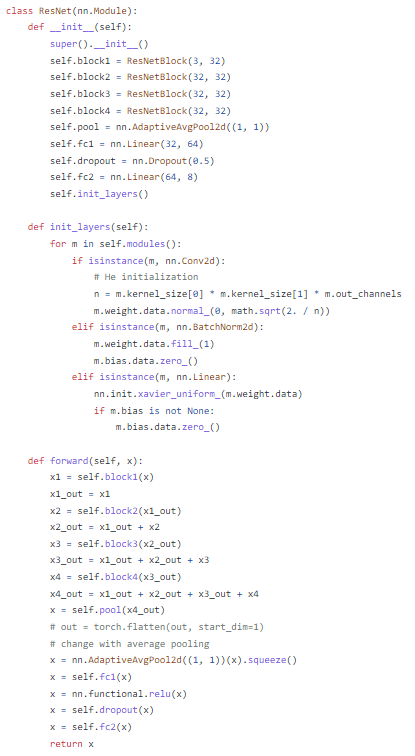 class ResNet(nn.Module):
    def __init__(self):
        super().__init__()
        self.block1 = ResNetBlock(3, 32)
        self.block2 = ResNetBlock(32, 32)
        self.block3 = ResNetBlock(32, 32)
        self.block4 = ResNetBlock(32, 32)
        self.pool = nn.AdaptiveAvgPool2d((1, 1))
        self.fc1 = nn.Linear(32, 64)
        self.dropout = nn.Dropout(0.5)
        self.fc2 = nn.Linear(64, 8)
        self.init_layers()

    def init_layers(self):
        for m in self.modules():
            if isinstance(m, nn.Conv2d):
                # He initialization
                n = m.kernel_size[0] * m.kernel_size[1] * m.out_channels
                m.weight.data.normal_(0, math.sqrt(2. / n))
            elif isinstance(m, nn.BatchNorm2d):
                m.weight.data.fill_(1)
                m.bias.data.zero_()
            elif isinstance(m, nn.Linear):
                nn.init.xavier_uniform_(m.weight.data)
                if m.bias is not None:
                    m.bias.data.zero_()

    def forward(self, x):
        x1 = self.block1(x)
        x1_out = x1
        x2 = self.block2(x1_out)
        x2_out = x1_out + x2
        x3 = self.block3(x2_out)
        x3_out = x1_out + x2_out + x3
        x4 = self.block4(x3_out)
        x4_out = x1_out + x2_out + x3_out + x4
        x = self.pool(x4_out)
        # out = torch.flatten(out, start_dim=1)
        # change with average pooling
        x = nn.AdaptiveAvgPool2d((1, 1))(x).squeeze()
        x = self.fc1(x)
        x = nn.functional.relu(x)
        x = self.dropout(x)
        x = self.fc2(x)
        return x